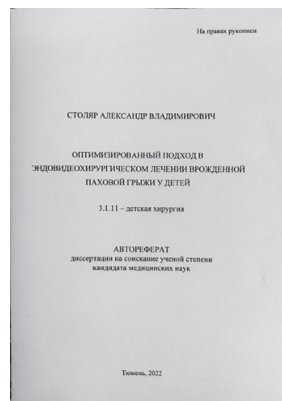 На правах рукописи
СТОЛЯР АЛЕКСАНДР ВЛАДИМИРОВИЧ
ОПТИМИЗИРОВАННЫЙ ПОДХОД В
ЭНДОВИДЕОХИРУРГИЧЕСКОМ ЛЕЧЕНИИ ВРОЖДЕННОЙ
ПАХОВОЙ ГРЫЖИ У ДЕТЕЙ
3.1.11 – детская хирургия
АВТОРЕФЕРАТ
диссертации на соискание ученой степени
кандидата медицинских наук
Тюмень, 2022